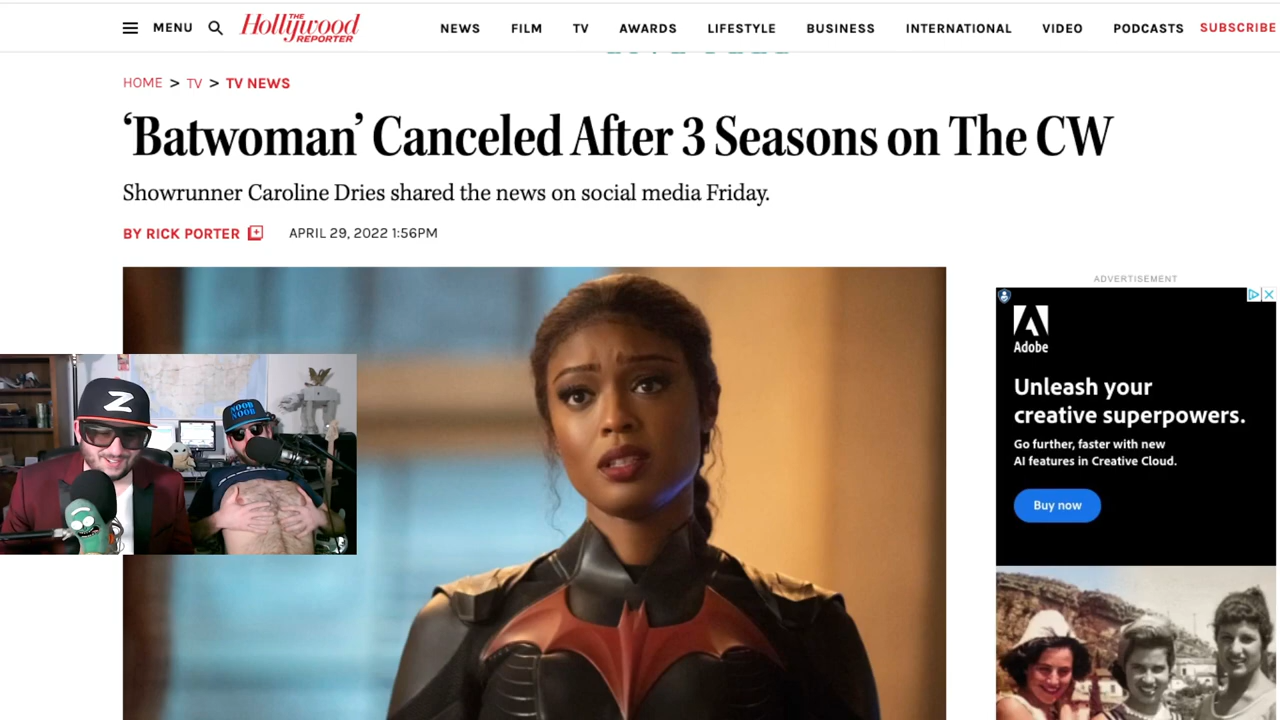 MENU
THE
Hollywood
REPORTER
NEWS
FILM
TV
AWARDS
LIFESTYLE
BUSINESS
INTERNATIONAL
VIDEO
PODCASTS
SUBSCRIBE
HOME > TV > TV NEWS
‘Batwoman’ Canceled After 3 Seasons on The CW
Showrunner Caroline Dries shared the news on social media Friday.
BY RICK PORTER
APRIL 29, 2022 1:56PM
ADVERTISEMENT
Adobe
Unleash your
creative superpowers.
Go further, faster with new
AI features in Creative Cloud.
Buy now
Z
NOOB
NOOB